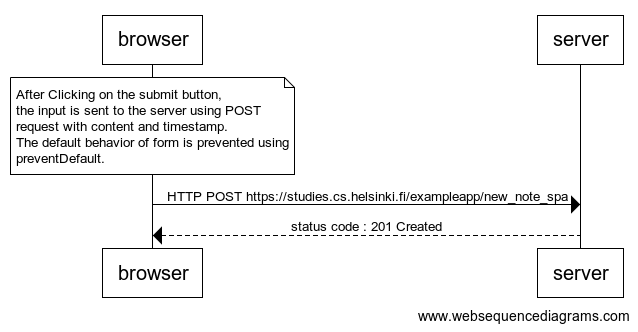 browser
server
After Clicking on the submit button,
the input is sent to the server using POST
request with content and timestamp.
The default behavior of form is prevented using
preventDefault.
HTTP POST https://studies.cs.helsinki.fi/exampleapp/new_note_spa
status code : 201 Created
browser
server
www.websequencediagrams.com